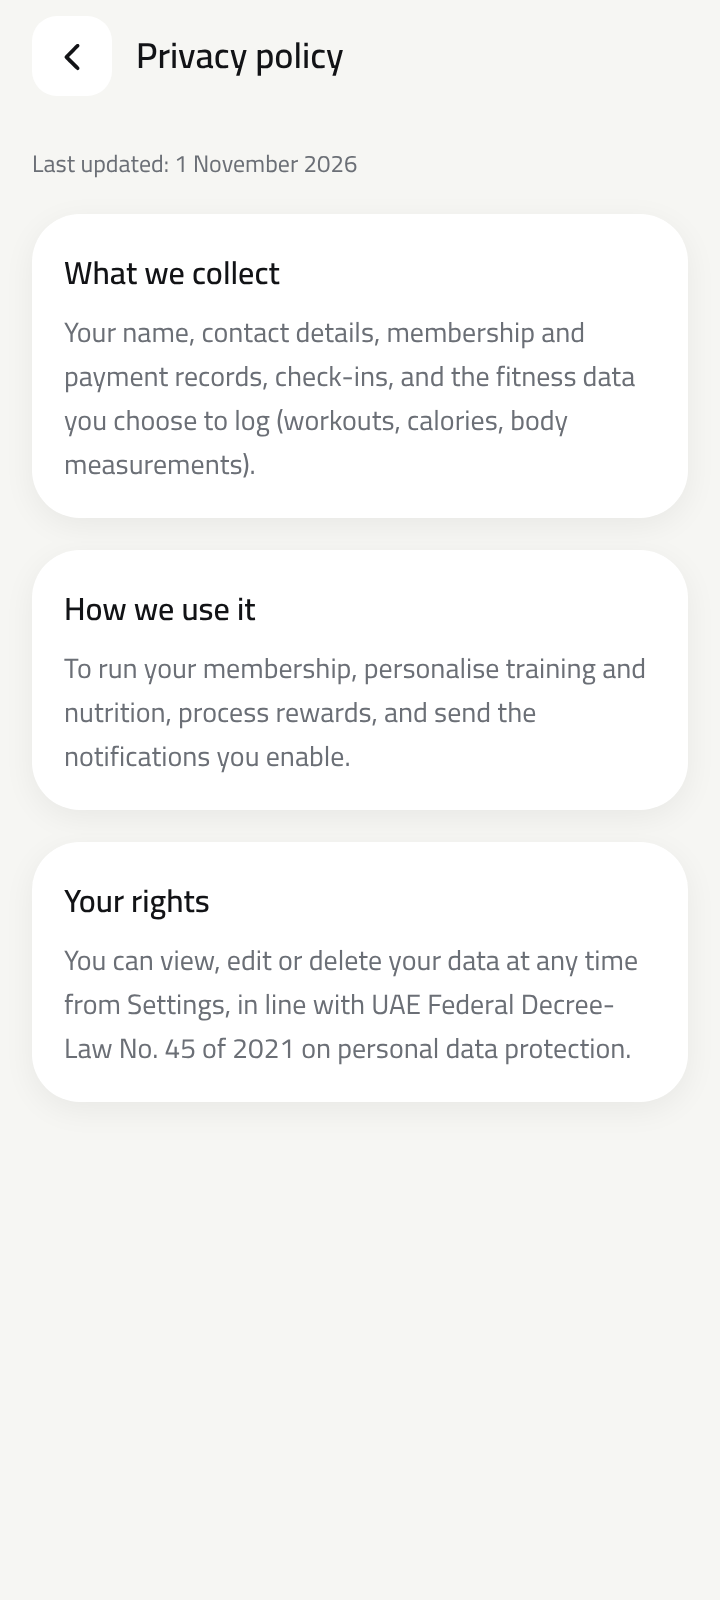 Privacy policy
Last updated: 1 November 2026
What we collect
Your name, contact details, membership and
payment records, check-ins, and the fitness data
you choose to log (workouts, calories, body
measurements).
How we use it
To run your membership, personalise training and
nutrition, process rewards, and send the
notifications you enable.
Your rights
You can view, edit or delete your data at any time
from Settings, in line with UAE Federal Decree-
Law No. 45 of 2021 on personal data protection.